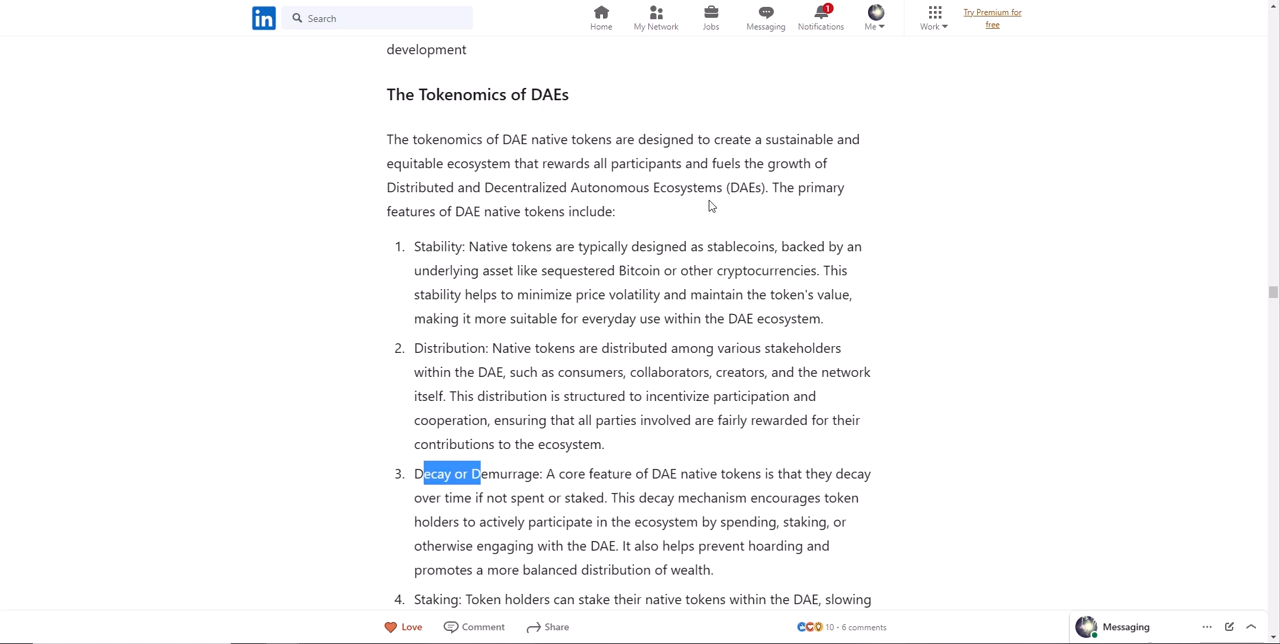 in
Search
Home
My Network
Jobs
Messaging
1
Notifications
Me
Work
Try Premium for
free
development
The Tokenomics of DAEs
The tokenomics of DAE native tokens are designed to create a sustainable and
equitable ecosystem that rewards all participants and fuels the growth of
Distributed and Decentralized Autonomous Ecosystems (DAEs). The primary
features of DAE native tokens include:
1. Stability: Native tokens are typically designed as stablecoins, backed by an
underlying asset like sequestered Bitcoin or other cryptocurrencies. This
stability helps to minimize price volatility and maintain the token's value,
making it more suitable for everyday use within the DAE ecosystem.
2. Distribution: Native tokens are distributed among various stakeholders
within the DAE, such as consumers, collaborators, creators, and the network
itself. This distribution is structured to incentivize participation and
cooperation, ensuring that all parties involved are fairly rewarded for their
contributions to the ecosystem.
3. Decay or Demurrage: A core feature of DAE native tokens is that they decay
over time if not spent or staked. This decay mechanism encourages token
holders to actively participate in the ecosystem by spending, staking, or
otherwise engaging with the DAE. It also helps prevent hoarding and
promotes a more balanced distribution of wealth.
4. Staking: Token holders can stake their native tokens within the DAE, slowing
Love
Comment
Share
10 · 6 comments
Messaging